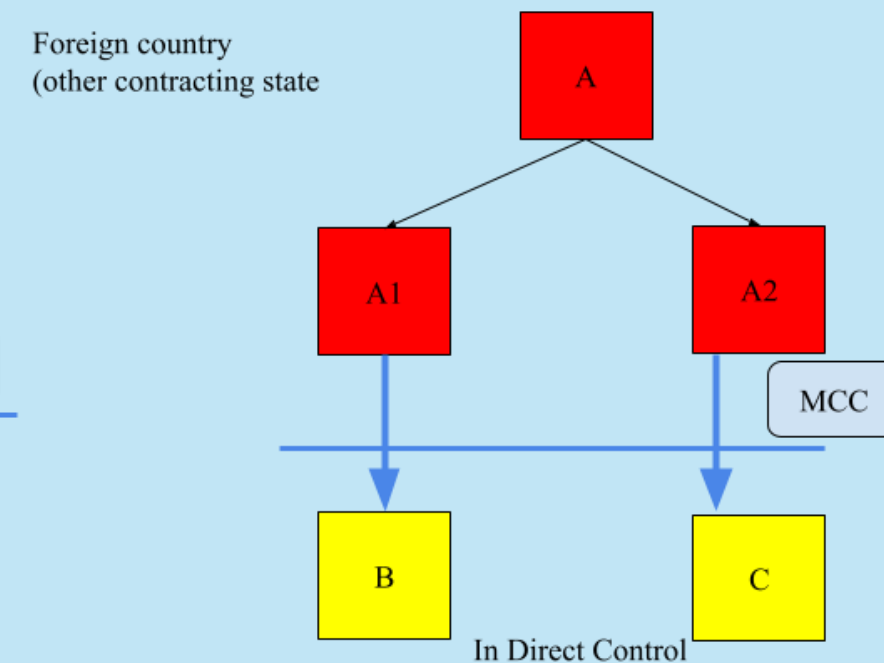 Foreign country
(other contracting state
A
A1
A2
MCC
B
C
In Direct Control